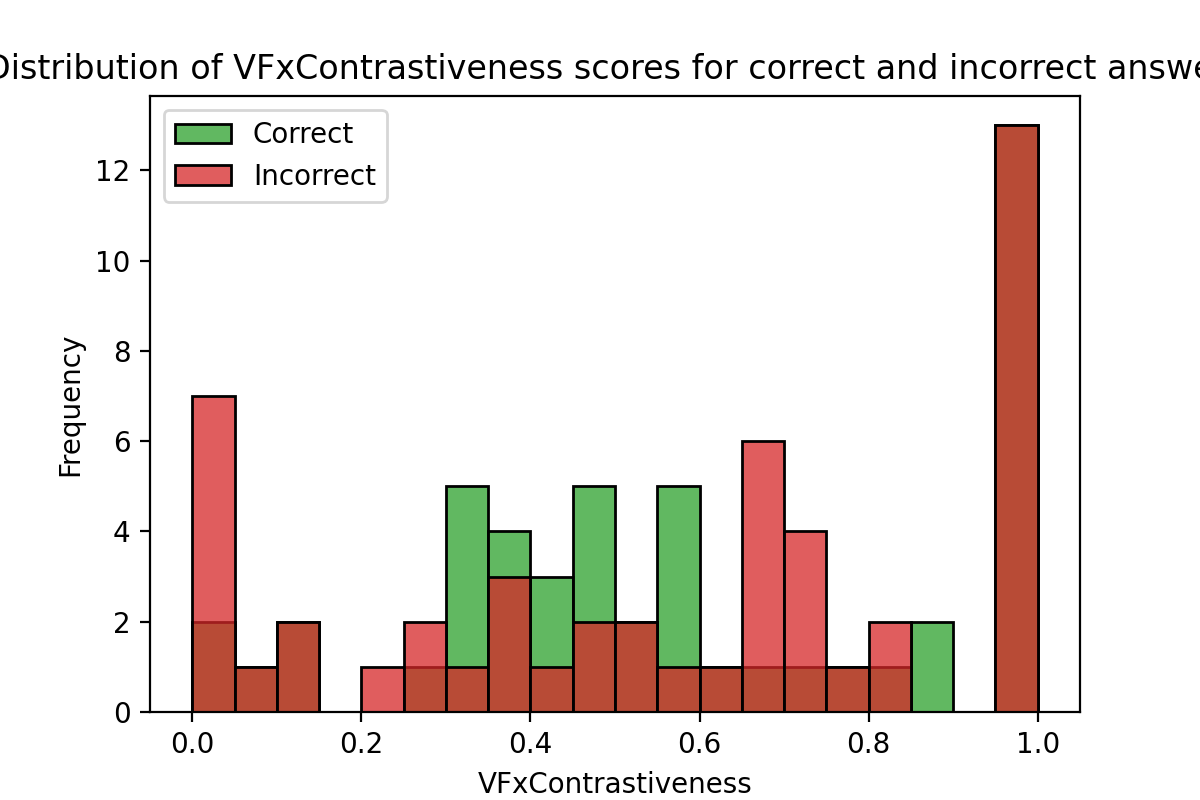 Distribution of VFxContrastiveness scores for correct and incorrect answe
Correct
Incorrect
12
10
8
6
4
2
0
Frequency
0.0 0.2 0.4 0.6 0.8 1.0
VFxContrastiveness